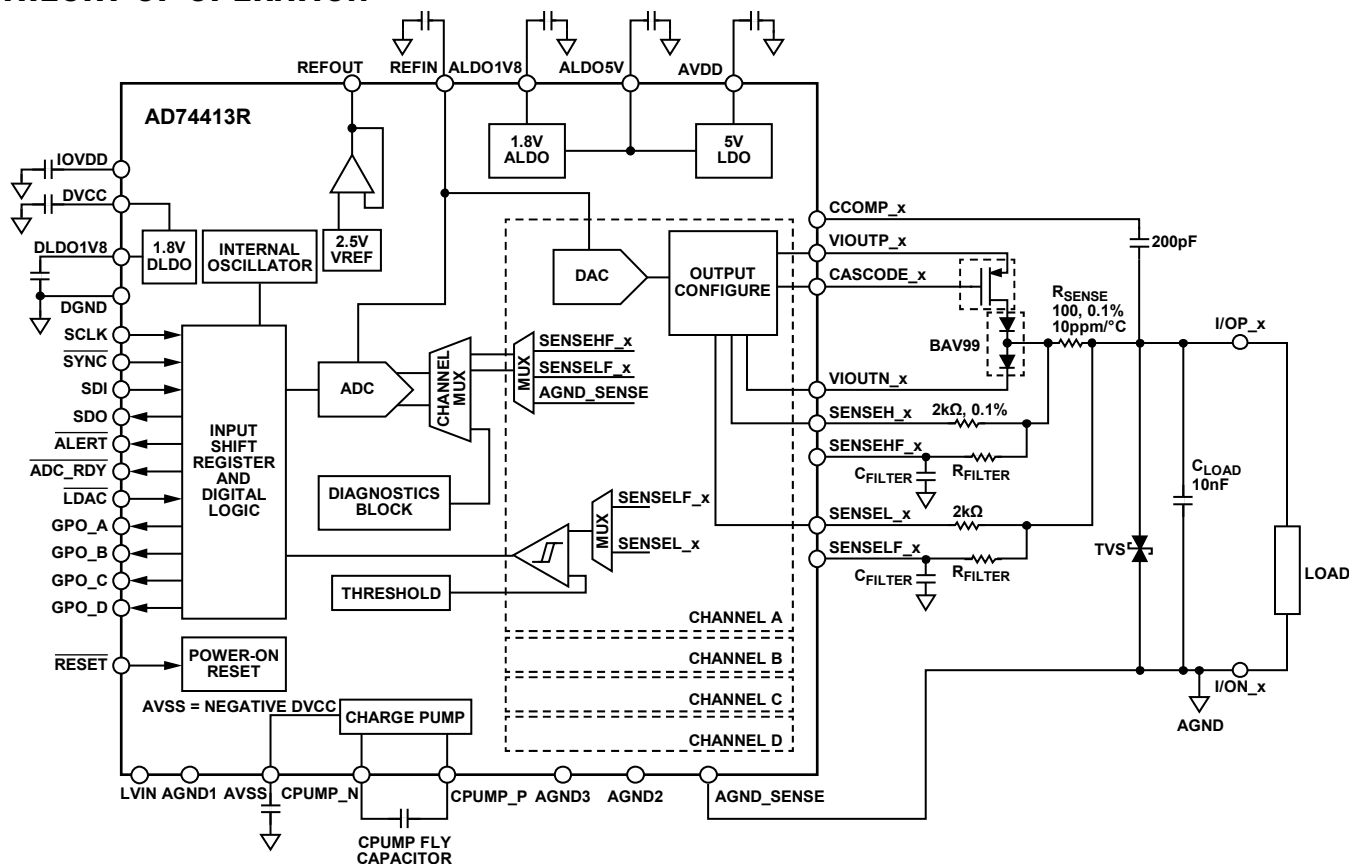 REFOUT
REFIN
ALDO1V8
ALDO5V
AVDD
AD74413R
IOVDD
DVCC
DLDO1V8
DGND
SCLK
SYNC
SDI
SDO
ALERT
ADC_RDY
LDAC
GPO_A
GPO_B
GPO_C
GPO_D
RESET
1.8V
DLDO
INTERNAL
OSCILLATOR
2.5V
VREF
1.8V
ALDO
5V
LDO
DAC
OUTPUT
CONFIGURE
INPUT
SHIFT
REGISTER
AND
DIGITAL
LOGIC
ADC
CHANNEL
MUX
MUX
SENSEHF_x
SENSELF_x
AGND_SENSE
DIAGNOSTICS
BLOCK
THRESHOLD
MUX
SENSELF_x
SENSEL_x
POWER-ON
RESET
AVSS = NEGATIVE DVCC
CHARGE PUMP
CHANNEL A
CHANNEL B
CHANNEL C
CHANNEL D
CCOMP_x
VIOUTP_x
CASCODE_x
VIOUTN_x
SENSEH_x
SENSEHF_x
SENSEL_x
SENSELF_x
200pF
RSENSE
100, 0.1%
10ppm/°C
BAV99
2kΩ, 0.1%
CFILTER
RFILTER
2kΩ
CFILTER
RFILTER
I/OP_x
CLOAD
10nF
TVS
LOAD
I/ON_x
AGND
LVIN
AGND1
AVSS
CPUMP_N
CPUMP_P
AGND3
AGND2
AGND_SENSE
CPUMP FLY
CAPACITOR